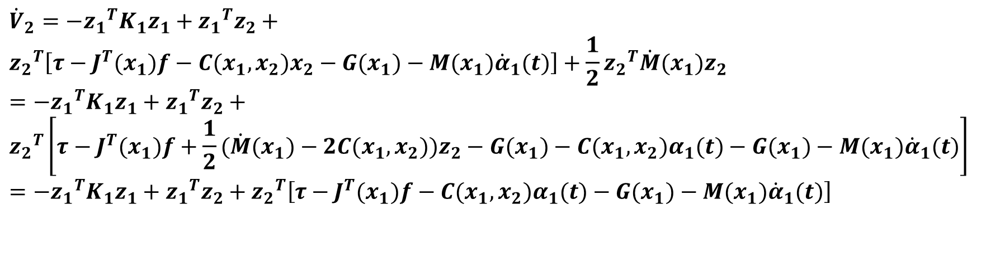 V̇₂ = −z₁ᵀK₁z₁ + z₁ᵀz₂ +
z₂ᵀ[τ − Jᵀ(x₁)f − C(x₁, x₂)x₂ − G(x₁) − M(x₁)α̇₁(t)] + 1/2 z₂ᵀṀ(x₁)z₂
= −z₁ᵀK₁z₁ + z₁ᵀz₂ +
z₂ᵀ[τ − Jᵀ(x₁)f + 1/2 (Ṁ(x₁) − 2C(x₁, x₂))z₂ − G(x₁) − C(x₁, x₂)α₁(t) − G(x₁) − M(x₁)α̇₁(t)]
= −z₁ᵀK₁z₁ + z₁ᵀz₂ + z₂ᵀ[τ − Jᵀ(x₁)f − C(x₁, x₂)α₁(t) − G(x₁) − M(x₁)α̇₁(t)]